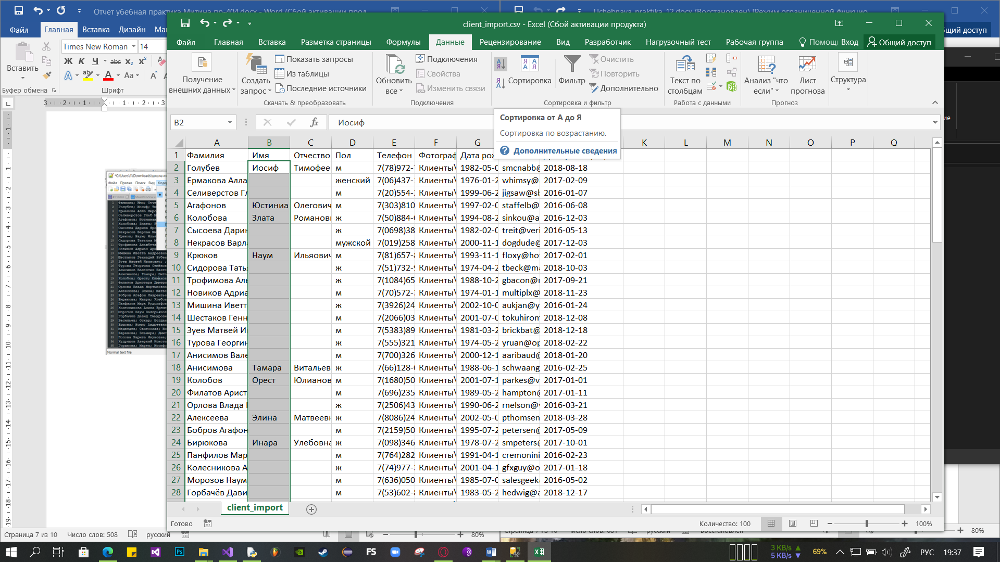 Отчет убебная практика Митина пр-404.docx - Word (Сбой активации прод
Uchebnaya_praktika_12.docx (Восстановлен) [Режим ограниченной функцио
client_import.csv - Excel (Сбой активации продукта)
Файл
Главная
Вставка
Дизайн
Файл
Главная
Вставка
Разметка страницы
Формулы
Данные
Рецензирование
Вид
Разработчик
Нагрузочный тест
Рабочая группа
Помощ
Вход
Общий доступ
Times New Roman
14
Вставить
Буфер обмена
Шрифт
Получение
внешних данных
Создать
запрос
Показать запросы
Из таблицы
Последние источники
Скачать & преобразовать
Обновить
все
Подключения
Свойства
Изменить связи
Подключения
Сортировка
Фильтр
Очистить
Повторить
Дополнительно
Сортировка и фильтр
Текст по
столбцам
Работа с данными
Анализ "что
если"
Лист
прогноза
Прогноз
Структура
B2
Иосиф
Сортировка от А до Я
Сортировка по возрастанию.
Дополнительные сведения
A B C D E F G K L M N O P Q
1 Фамилия Имя Отчество Пол Телефон Фотограф Дата рож
2 Голубев Иосиф Тимофее м 7(78)972- Клиенты\ 1982-05-0 smcnabb@ 2018-08-18
3 Ермакова Алла женский 7(06)437- Клиенты\ 1976-01-2 whimsy@ 2017-02-09
4 Селиверстов Гл м 7(20)554- Клиенты\ 1999-06-2 jigsaw@sb 2016-01-07
5 Агафонов Юстиниа Олегович м 7(303)810 Клиенты\ 1997-02-0 staffelb@ 2016-06-08
6 Колобова Злата Романовн ж 7(50)884- Клиенты\ 1994-08-2 sinkou@a 2016-12-03
7 Сысоева Дарин ж 7(0698)38 Клиенты\ 1982-02-0 treit@veri 2016-05-13
8 Некрасов Варла мужской 7(019)258 Клиенты\ 2000-11-1 dogdude@ 2017-12-03
9 Крюков Наум Ильяович м 7(81)657- Клиенты\ 1993-11-1 floxy@ho 2017-02-01
10 Сидорова Татья ж 7(51)732- Клиенты\ 1974-04-2 tbeck@ma 2018-10-03
11 Трофимова Аль ж 7(1084)65 Клиенты\ 1988-10-2 gbacon@ 2017-09-21
12 Новиков Адриа м 7(70)572- Клиенты\ 1974-01-1 multiplx@ 2018-11-23
13 Мишина Иветт ж 7(3926)24 Клиенты\ 2002-10-0 aukjan@y 2016-01-24
14 Шестаков Генн м 7(2066)03 Клиенты\ 2001-07-0 tokuhirom 2018-12-08
15 Зуев Матвей Ив м 7(5383)89 Клиенты\ 1981-03-2 brickbat@ 2018-12-18
16 Турова Георгин ж 7(555)321 Клиенты\ 1974-05-2 yruan@op 2018-02-22
17 Анисимов Вале м 7(700)326 Клиенты\ 2000-12-1 aaribaud@ 2018-01-20
18 Анисимова Тамара Витальев ж 7(66)128- Клиенты\ 1988-06-1 schwaang 2016-02-25
19 Колобов Орест Юлианов м 7(1680)50 Клиенты\ 2001-07-1 parkes@v 2017-01-01
20 Филатов Арист м 7(696)235 Клиенты\ 1989-05-2 hampton@ 2017-01-11
21 Орлова Влада ж 7(2506)43 Клиенты\ 1990-06-2 rnelson@ 2016-03-21
22 Алексеева Элина Матвеевн ж 7(8086)24 Клиенты\ 2002-05-0 pthomsen 2018-03-28
23 Бобров Агафон м 7(2159)50 Клиенты\ 1995-07-2 petersen@ 2017-05-09
24 Бирюкова Инара Улебовна ж 7(098)346 Клиенты\ 1978-07-2 smpeters@ 2017-10-01
25 Панфилов Мар м 7(764)282 Клиенты\ 1991-04-1 cremonini 2016-02-23
26 Колесникова А ж 7(74)977- Клиенты\ 2001-04-1 gfxguy@o 2017-01-18
27 Морозов Наум м 7(636)050 Клиенты\ 1985-07-0 salesgeek 2016-05-02
28 Горбачёв Дави м 7(53)602- Клиенты\ 1983-05-2 hedwig@a 2018-12-17
client_import
Готово
Количество: 100
100%
Страница 7 из 10
Число слов: 508
русский
80%
80%
Normal text file
FS
3 KB/s
5 KB/s
69%
РУС
19:37